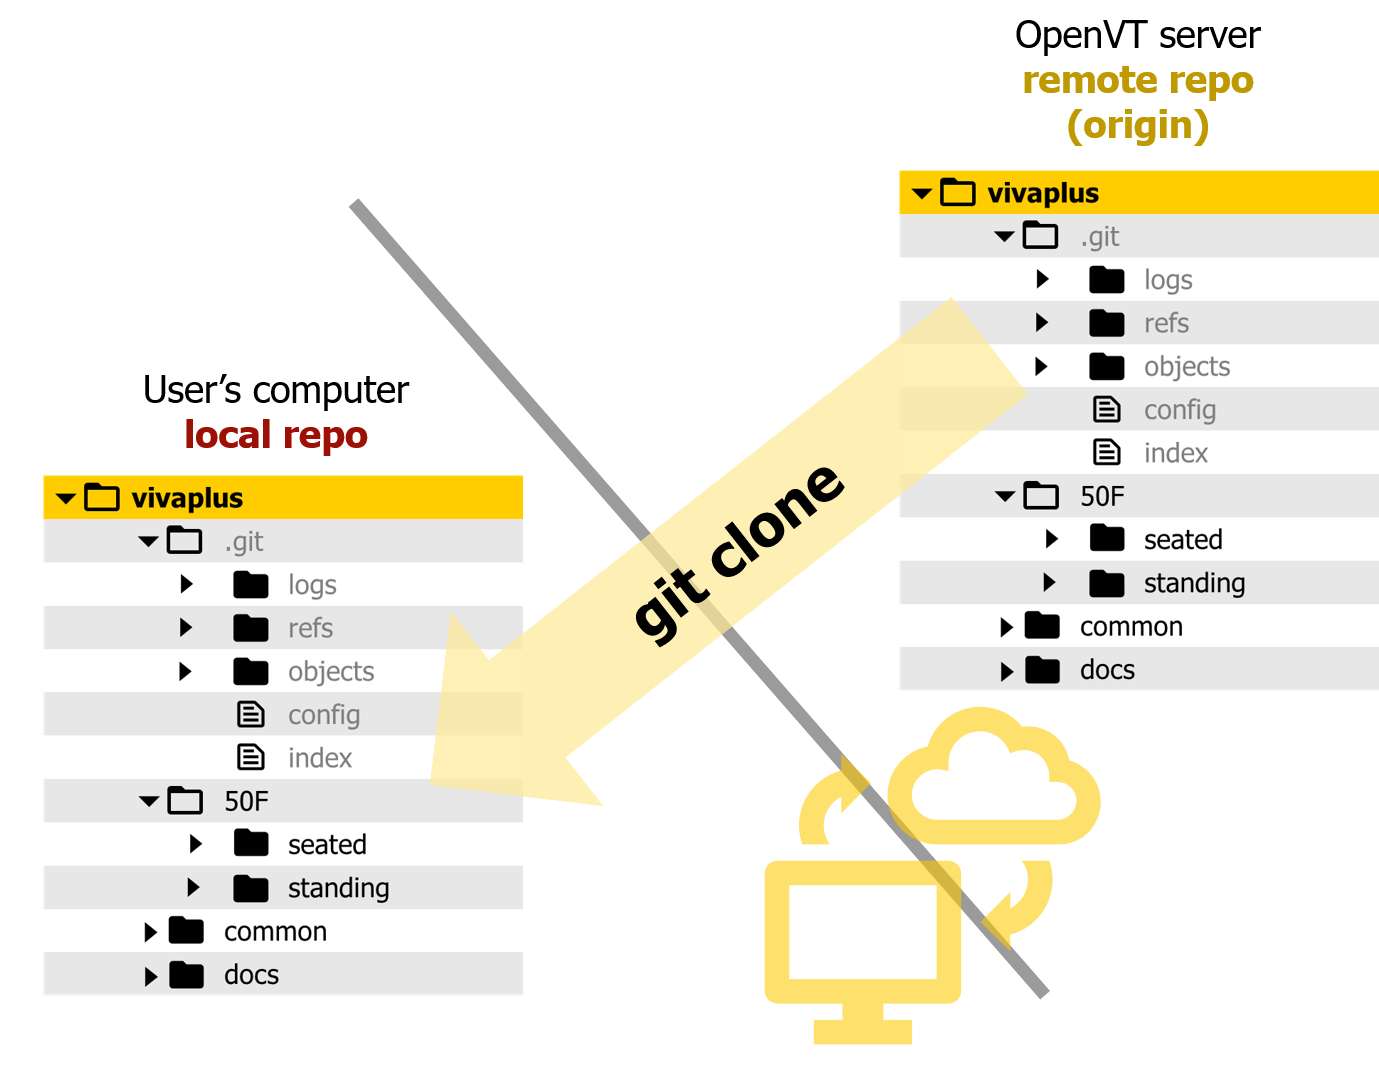 OpenVT server
remote repo
(origin)
vivaplus
.git
logs
refs
objects
config
index
50F
seated
standing
common
docs
git clone
User’s computer
local repo
vivaplus
.git
logs
refs
objects
config
index
50F
seated
standing
common
docs